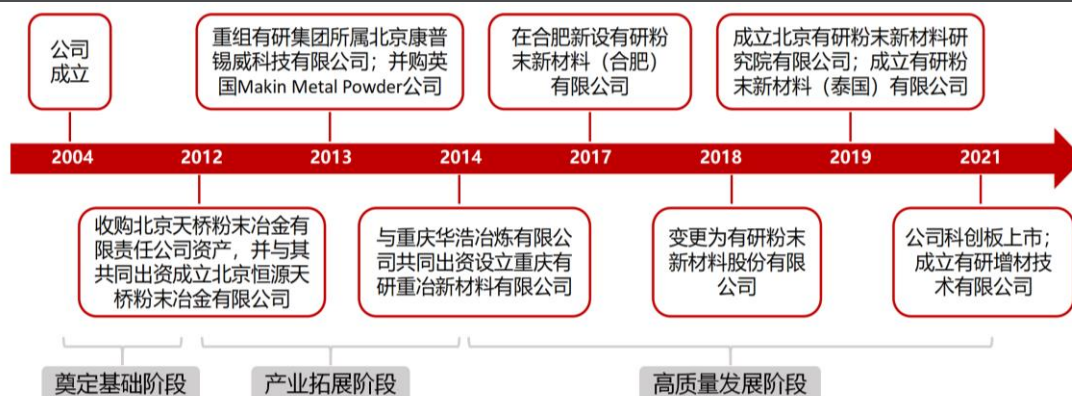 公司
成立
重组有研集团所属北京康普
锡威科技有限公司；并购英
国Makin Metal Powder公司
在合肥新设有研粉
末新材料（合肥）
有限公司
成立北京有研粉末新材料研
究院有限公司；成立有研粉
末新材料（泰国）有限公司
2004 2012 2013 2014 2017 2018 2019 2021
收购北京天桥粉末冶金有
限责任公司资产，并与其
共同出资成立北京恒源天
桥粉末冶金有限公司
与重庆华浩冶炼有限公
司共同出资设立重庆有
研重冶新材料有限公司
变更为有研粉末
新材料股份有限
公司
公司科创板上市；
成立有研增材技
术有限公司
奠定基础阶段 产业拓展阶段 高质量发展阶段